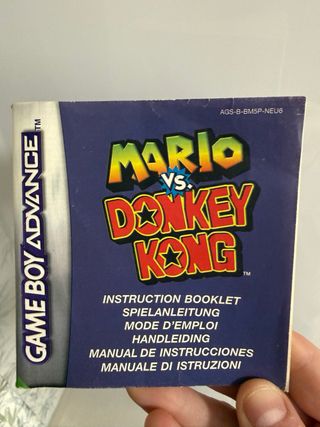 AGS-B-BM5P-NEU6
GAME BOY ADVANCE™
MARIO
VS.
DONKEY
KONG™
INSTRUCTION BOOKLET
SPIELANLEITUNG
MODE D'EMPLOI
HANDLEIDING
MANUAL DE INSTRUCCIONES
MANUALE DI ISTRUZIONI